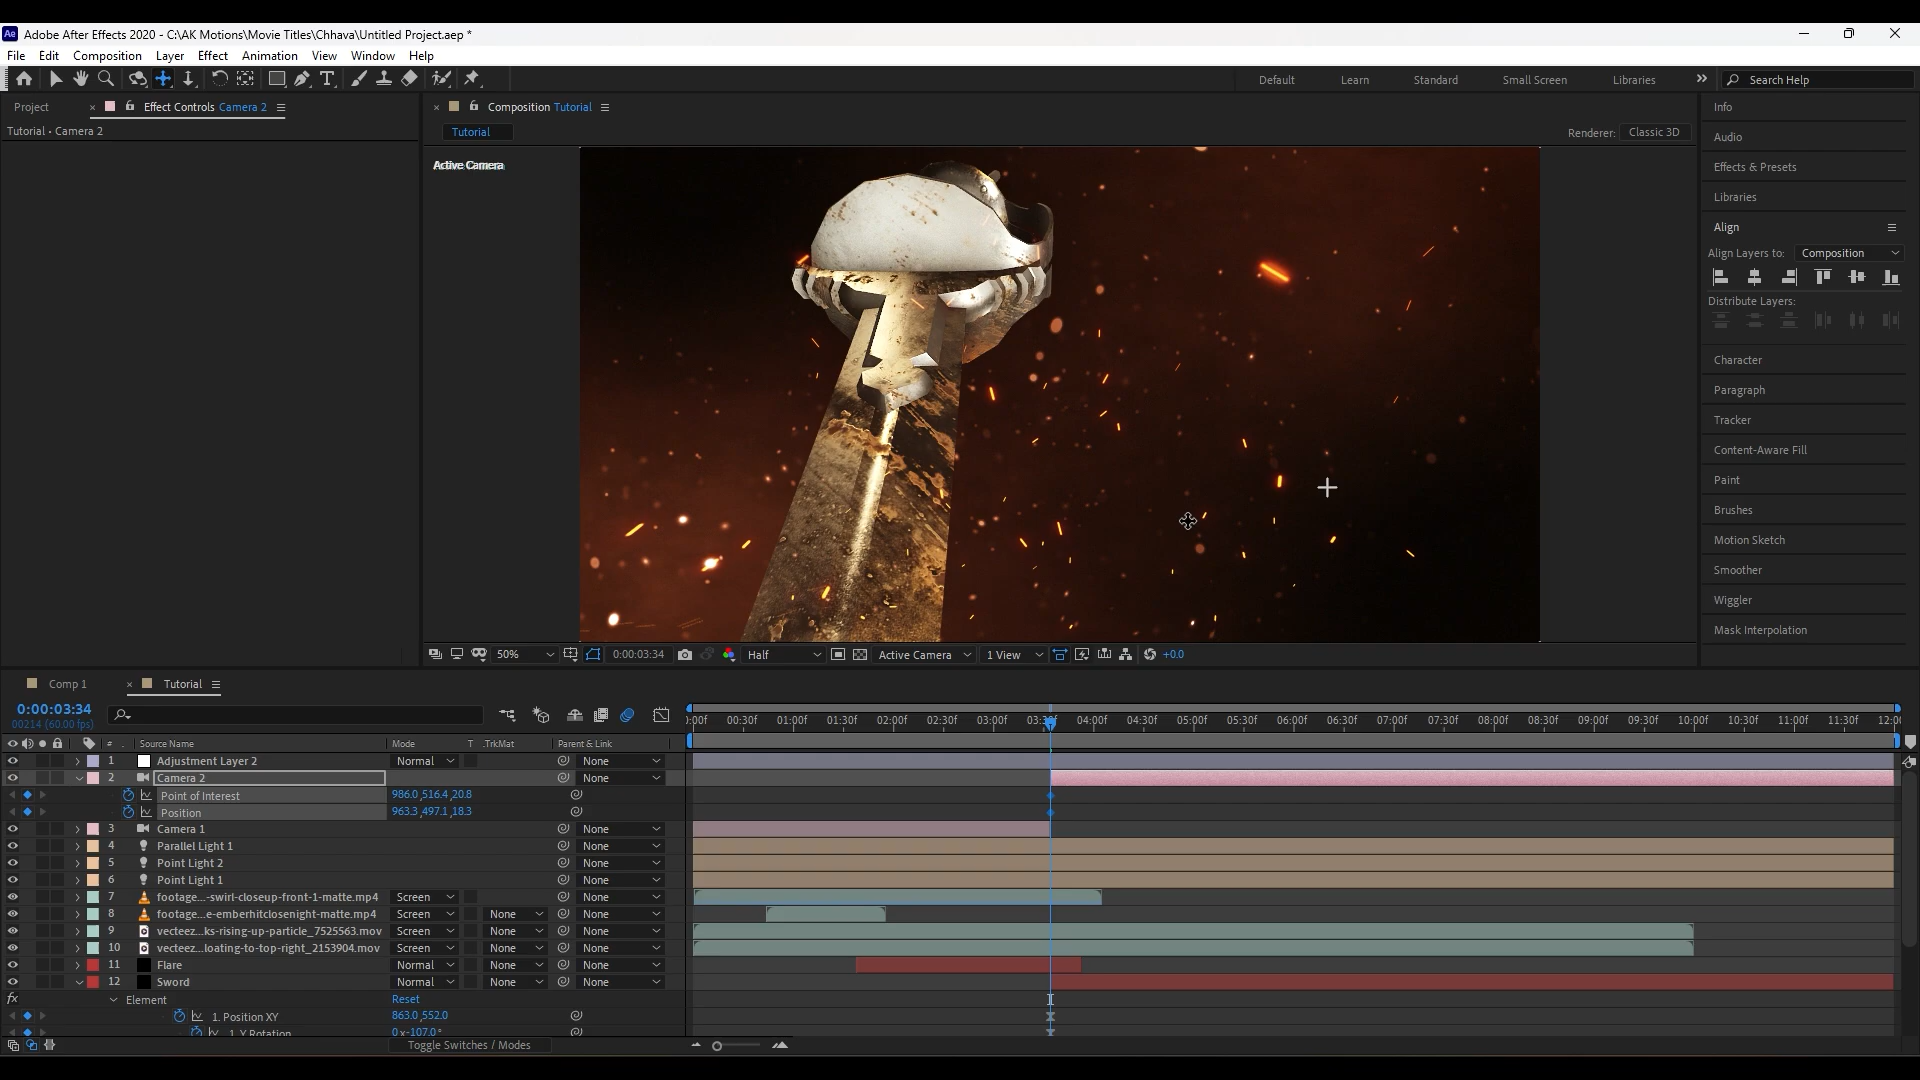 Adobe After Effects 2020 - C:\AK Motions\Movie Titles\Chhava\Untitled Project.aep *
File Edit Composition Layer Effect Animation View Window Help
Default Learn Standard Small Screen Libraries Search Help
Project Effect Controls Camera 2 Composition Tutorial
Tutorial • Camera 2
Tutorial Renderer: Classic 3D
Active Camera
Info
Audio
Effects & Presets
Libraries
Align
Align Layers to: Composition
Distribute Layers:
Character
Paragraph
Tracker
Content-Aware Fill
Paint
Brushes
Motion Sketch
Smoother
Wiggler
Mask Interpolation
50% 0:00:03:34 Half Active Camera 1 View +0.0
Comp 1 Tutorial
0:00:03:34
00214 (60.00 fps)
:00f 00:30f 01:00f 01:30f 02:00f 02:30f 03:00f 04:00f 04:30f 05:00f 05:30f 06:00f 06:30f 07:00f 07:30f 08:00f 08:30f 09:00f 09:30f 10:00f 10:30f 11:00f 11:30f 12:0
# Source Name Mode T .TrkMat Parent & Link
1 Adjustment Layer 2 Normal None
2 Camera 2 None
Point of Interest 986.0,516.4,20.8
Position 963.3,497.1,18.3
3 Camera 1 None
4 Parallel Light 1 None
5 Point Light 2 None
6 Point Light 1 None
7 footage...-swirl-closeup-front-1-matte.mp4 Screen None
8 footage...e-emberhitclosenight-matte.mp4 Screen None None
9 vecteez...ks-rising-up-particle_7525563.mov Screen None None
10 vecteez...loating-to-top-right_2153904.mov Screen None None
11 Flare Normal None None
12 Sword Normal None None
fx Element Reset
1. Position XY 863.0,552.0
1. Y Rotation 0x-107.0°
Toggle Switches / Modes